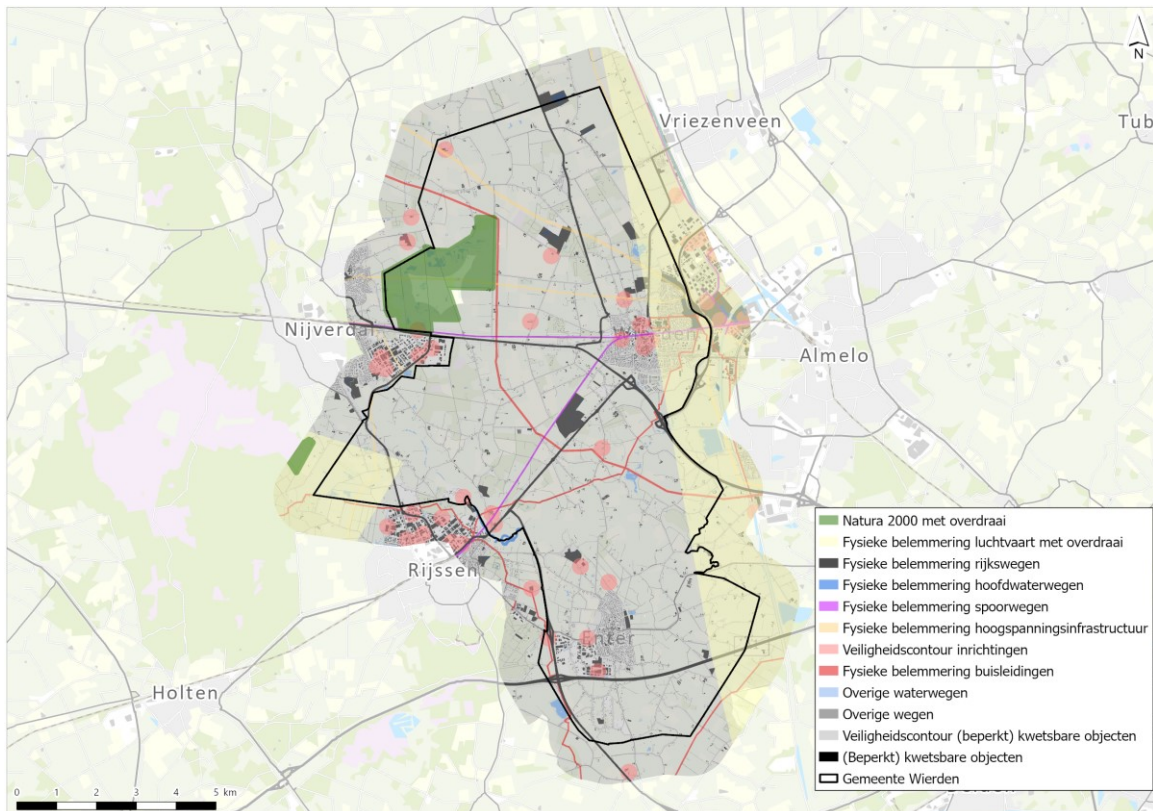 N
Vriezenveen
Tub
Nijverdal
Almelo
Rijssen
Enter
Holten
Natura 2000 met overdraai
Fysieke belemmering luchtvaart met overdraai
Fysieke belemmering rijkswegen
Fysieke belemmering hoofdwaterwegen
Fysieke belemmering spoorwegen
Fysieke belemmering hoogspanningsinfrastructuur
Veiligheidscontour inrichtingen
Fysieke belemmering buisleidingen
Overige waterwegen
Overige wegen
Veiligheidscontour (beperkt) kwetsbare objecten
(Beperkt) kwetsbare objecten
Gemeente Wierden
0 1 2 3 4 5 km